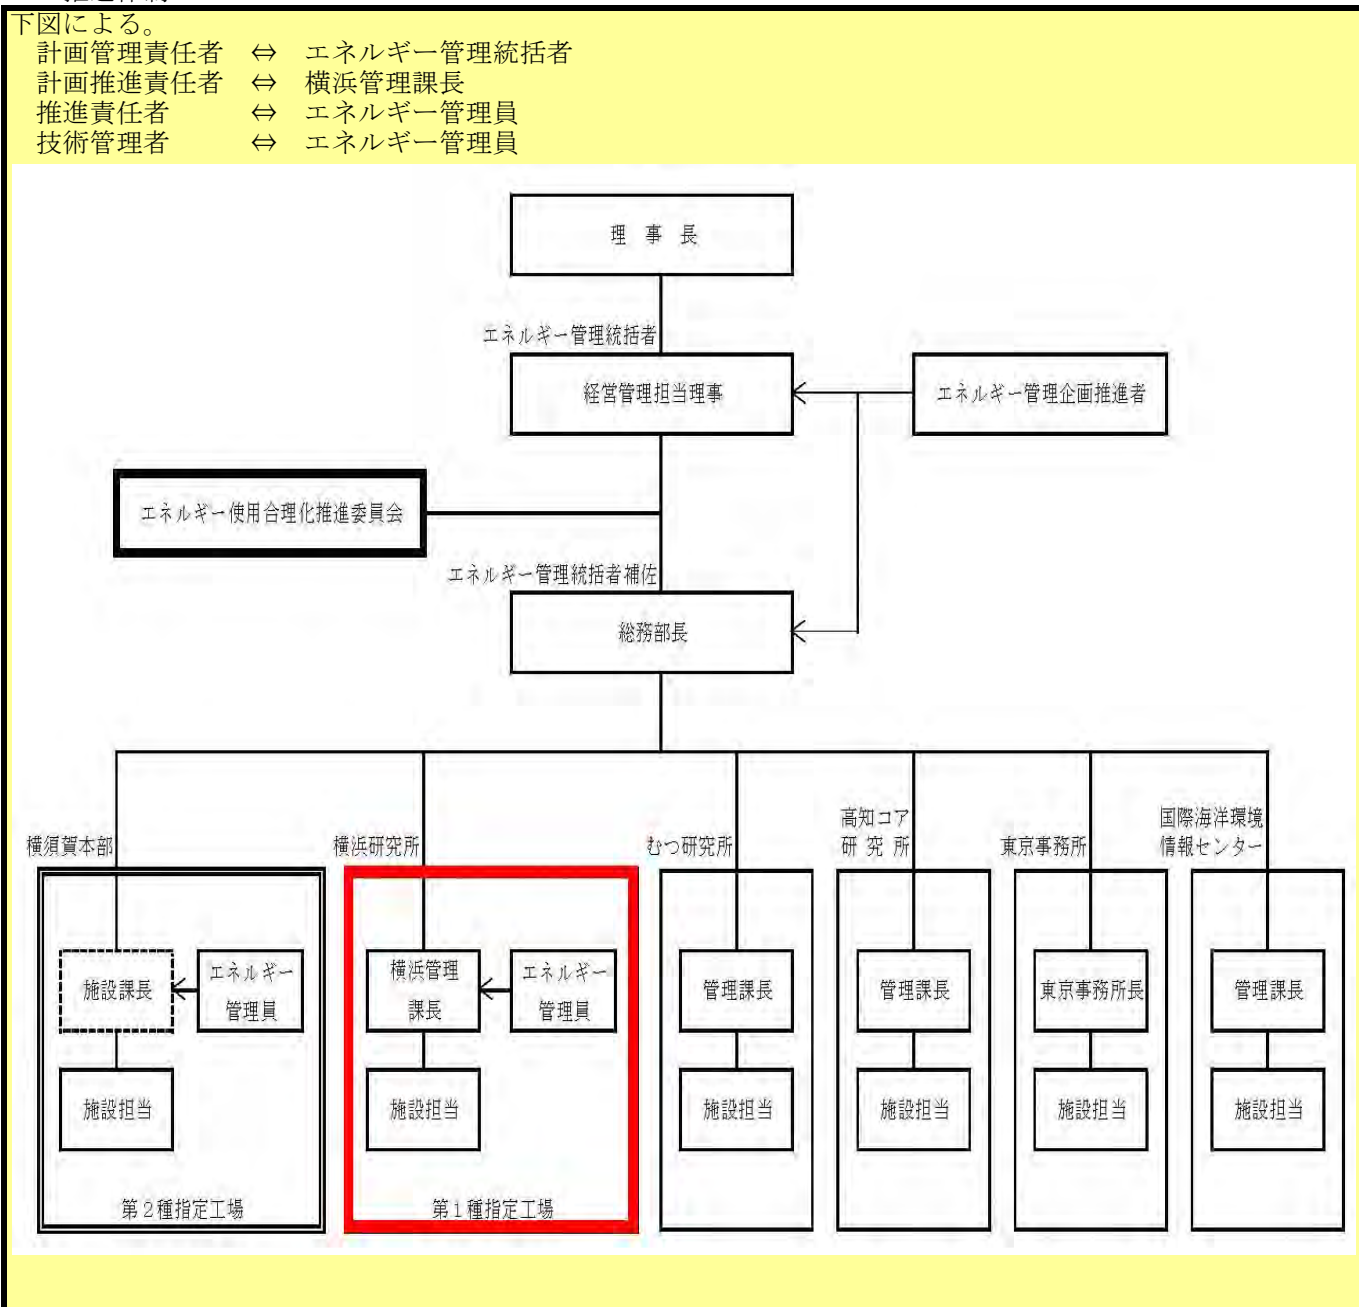 下図による。
計画管理責任者 ⇔ エネルギー管理統括者
計画推進責任者 ⇔ 横浜管理課長
推進責任者 ⇔ エネルギー管理員
技術管理者 ⇔ エネルギー管理員
理 事 長
エネルギー管理統括者
経営管理担当理事
エネルギー管理企画推進者
エネルギー使用合理化推進委員会
エネルギー管理統括者補佐
総務部長
横須賀本部
施設課長
エネルギー
管理員
施設担当
第2種指定工場
横浜研究所
横浜管理
課長
エネルギー
管理員
施設担当
第1種指定工場
むつ研究所
管理課長
施設担当
高知コア
研 究 所
管理課長
施設担当
東京事務所
東京事務所長
施設担当
国際海洋環境
情報センター
管理課長
施設担当